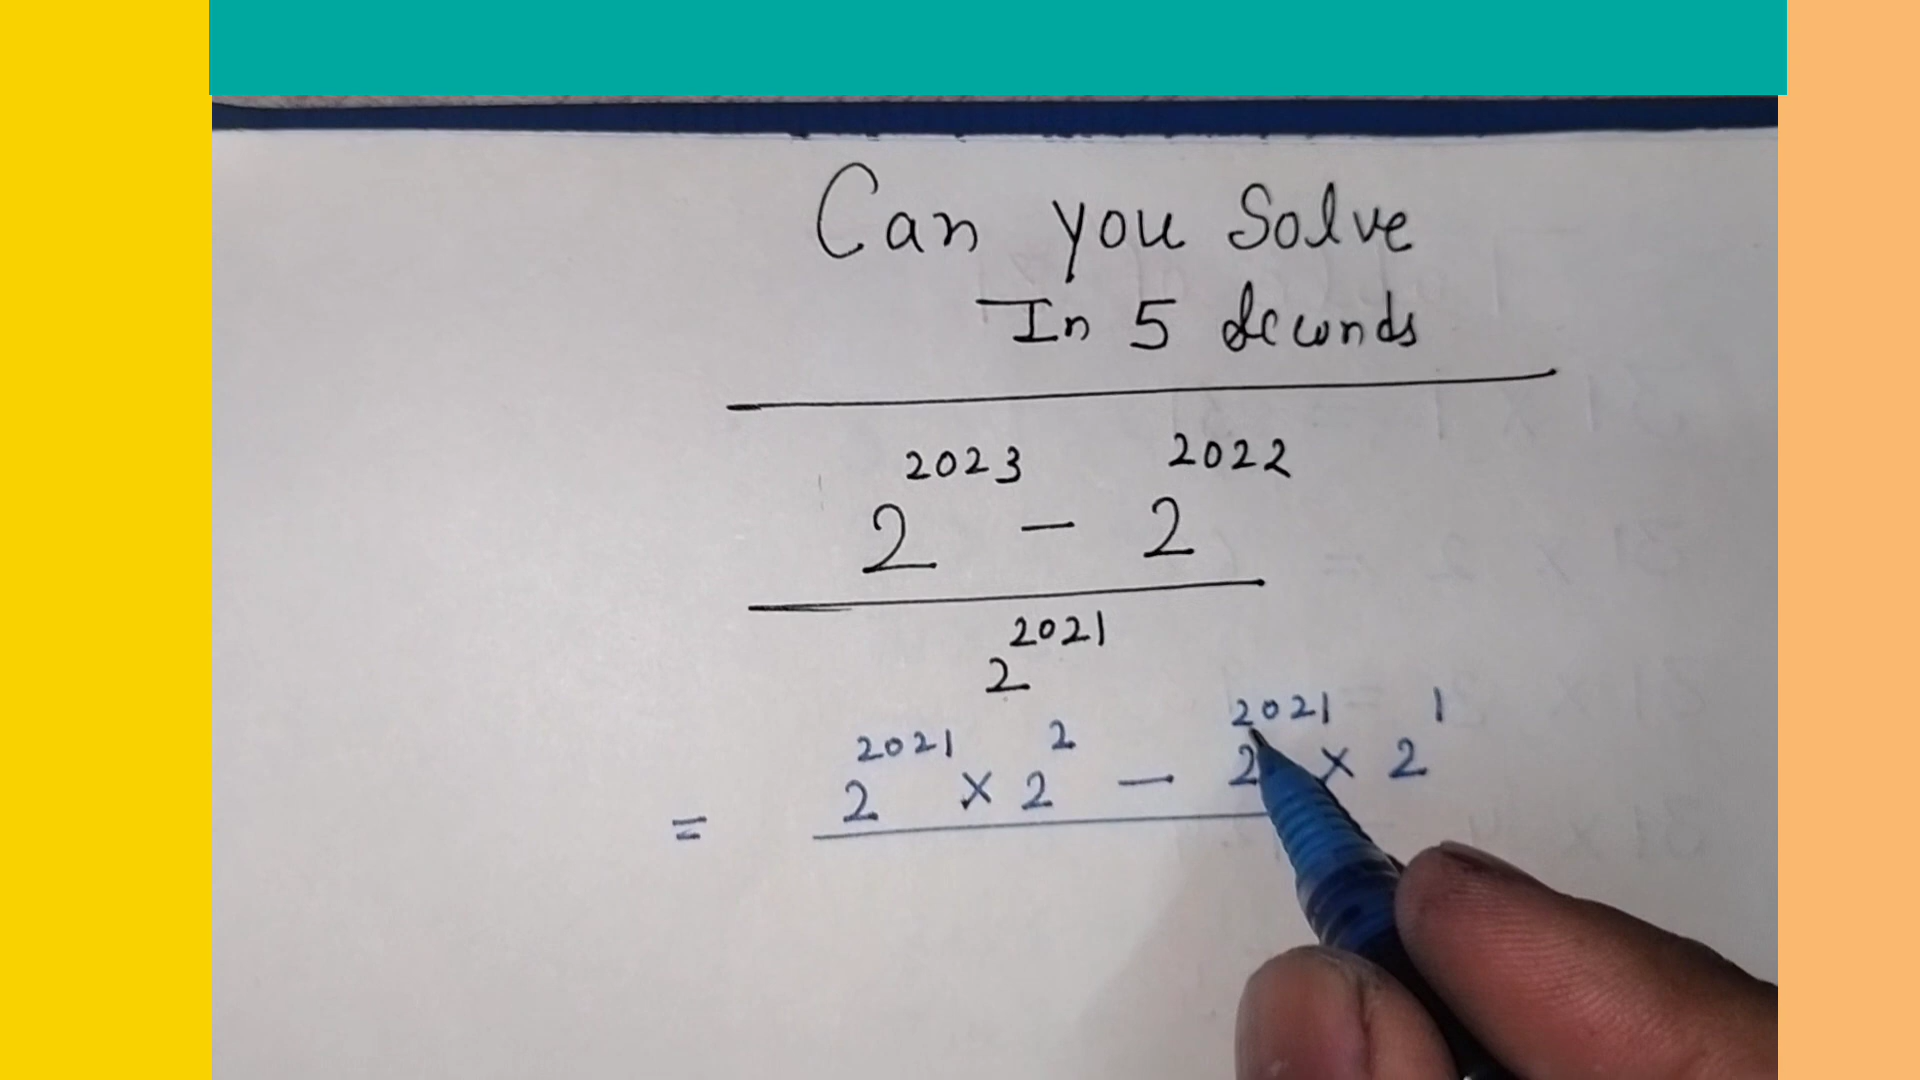 Can you Solve
In 5 Seconds
2^2023 - 2^2022
2^2021
= 2^2021 × 2^2 - 2^2021 × 2^1